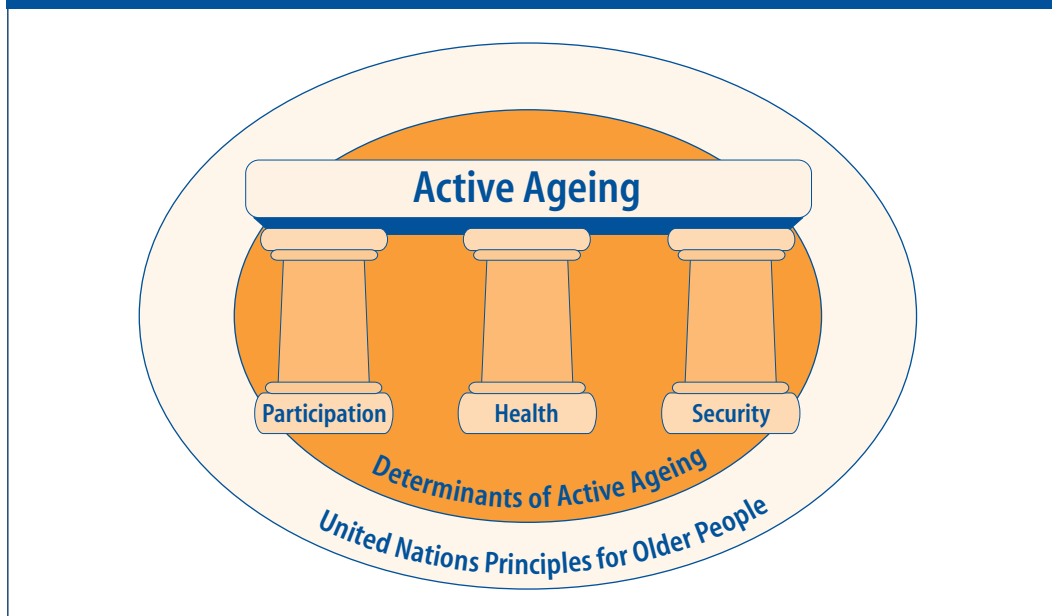 Active Ageing
Participation
Health
Security
Determinants of Active Ageing
United Nations Principles for Older People